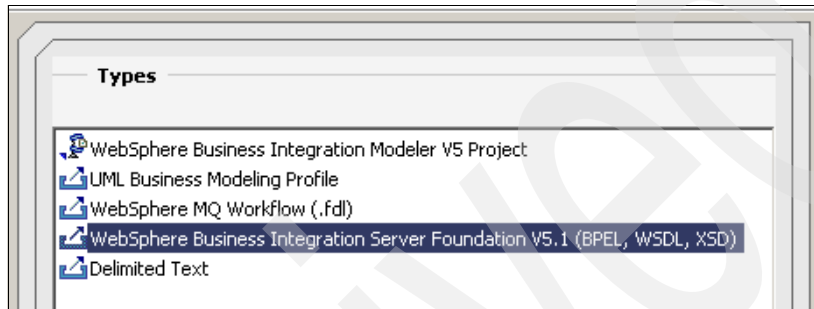 Types
WebSphere Business Integration Modeler V5 Project
UML Business Modeling Profile
WebSphere MQ Workflow (.fdl)
WebSphere Business Integration Server Foundation V5.1 (BPEL, WSDL, XSD)
Delimited Text